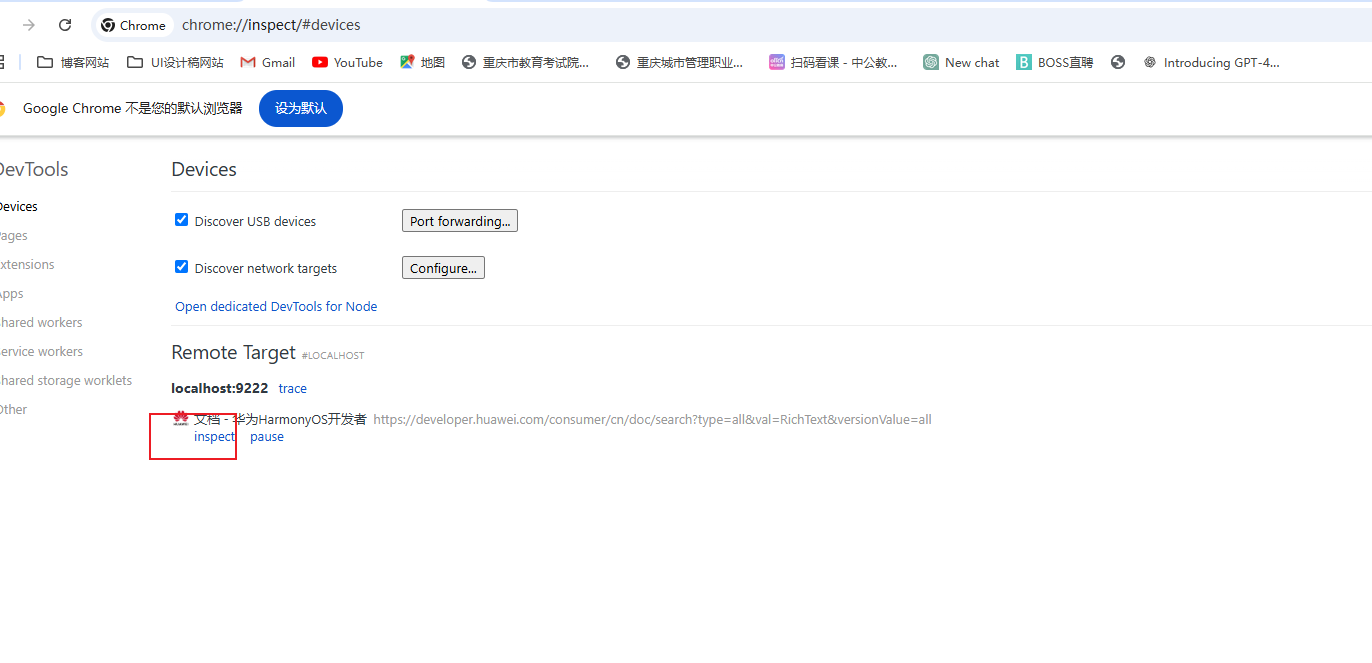 Chrome chrome://inspect/#devices
博客网站 UI设计稿网站 Gmail YouTube 地图 重庆市教育考试院... 重庆城市管理职业... 扫码看课 - 中公教... New chat BOSS直聘 Introducing GPT-4...
Google Chrome 不是您的默认浏览器 设为默认
DevTools
Devices
Pages
Extensions
Apps
Shared workers
Service workers
Shared storage worklets
Other
Devices
Discover USB devices Port forwarding...
Discover network targets Configure...
Open dedicated DevTools for Node
Remote Target #LOCALHOST
localhost:9222 trace
文档 - 华为HarmonyOS开发者 https://developer.huawei.com/consumer/cn/doc/search?type=all&val=RichText&versionValue=all
inspect pause